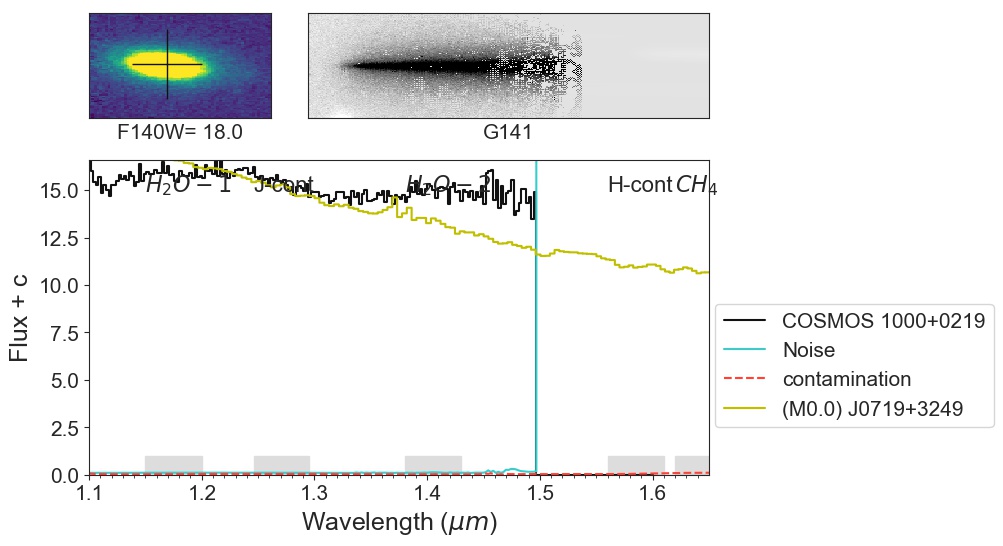 F140W= 18.0
G141
H₂O − 1
J-cont
H₂O − 2
H-cont
CH₄
15.0
12.5
10.0
7.5
5.0
2.5
0.0
Flux + c
1.1 1.2 1.3 1.4 1.5 1.6
Wavelength (μm)
COSMOS 1000+0219
Noise
contamination
(M0.0) J0719+3249